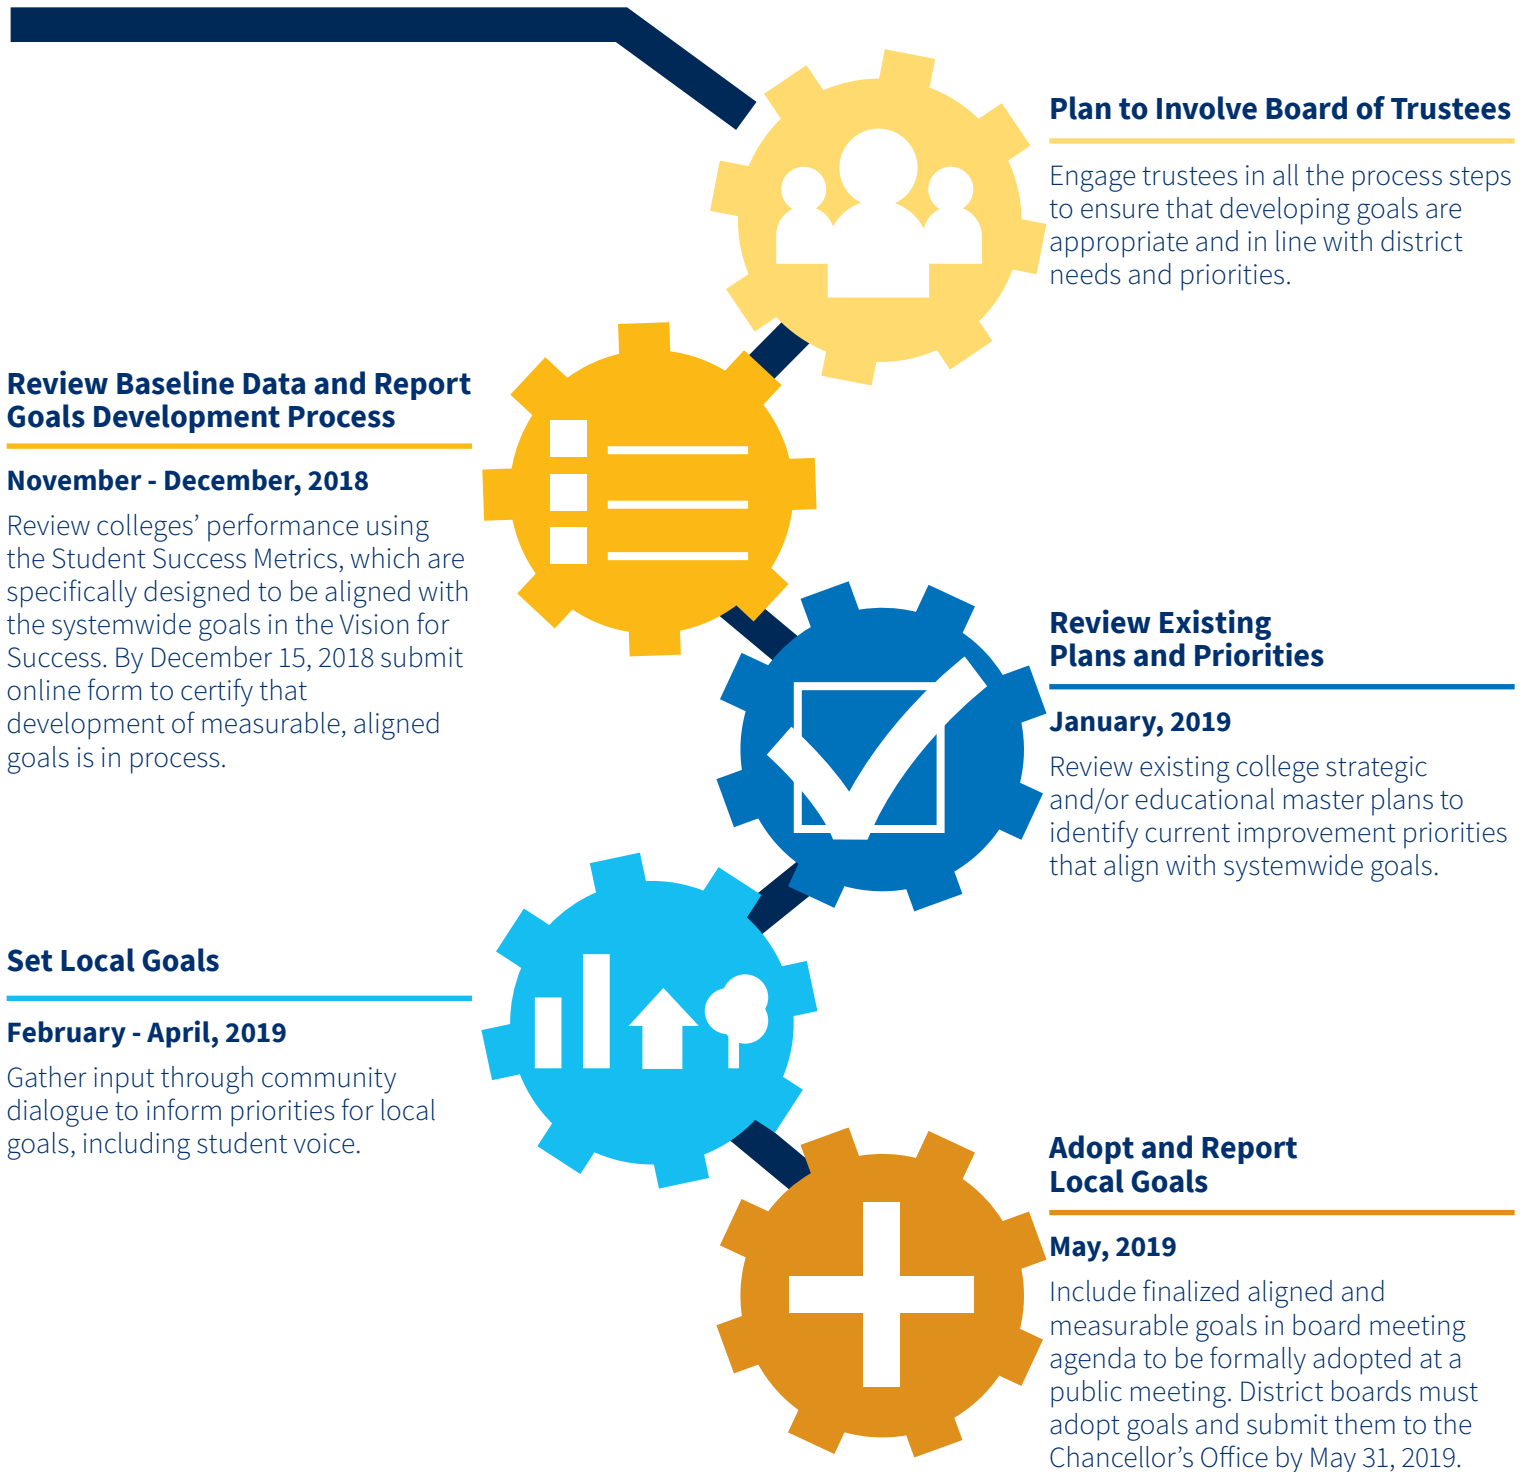 Plan to Involve Board of Trustees
Engage trustees in all the process steps
to ensure that developing goals are
appropriate and in line with district
needs and priorities.
Review Baseline Data and Report
Goals Development Process
November - December, 2018
Review colleges’ performance using
the Student Success Metrics, which are
specifically designed to be aligned with
the systemwide goals in the Vision for
Success. By December 15, 2018 submit
online form to certify that
development of measurable, aligned
goals is in process.
Review Existing
Plans and Priorities
January, 2019
Review existing college strategic
and/or educational master plans to
identify current improvement priorities
that align with systemwide goals.
Set Local Goals
February - April, 2019
Gather input through community
dialogue to inform priorities for local
goals, including student voice.
Adopt and Report
Local Goals
May, 2019
Include finalized aligned and
measurable goals in board meeting
agenda to be formally adopted at a
public meeting. District boards must
adopt goals and submit them to the
Chancellor’s Office by May 31, 2019.